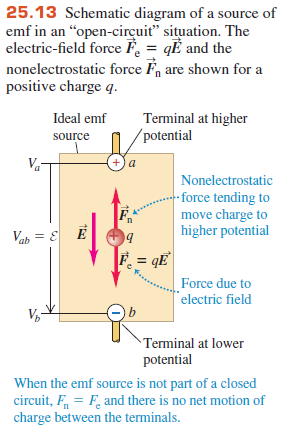 25.13 Schematic diagram of a source of
emf in an “open-circuit” situation. The
electric-field force F⃗e = qE⃗ and the
nonelectrostatic force F⃗n are shown for a
positive charge q.
Ideal emf
source
Terminal at higher
potential
Va
+ a
Nonelectrostatic
force tending to
move charge to
higher potential
F⃗n
Vab = ℰ
E⃗
+ q
F⃗e = qE⃗
Force due to
electric field
Vb
− b
Terminal at lower
potential
When the emf source is not part of a closed
circuit, Fn = Fe and there is no net motion of
charge between the terminals.